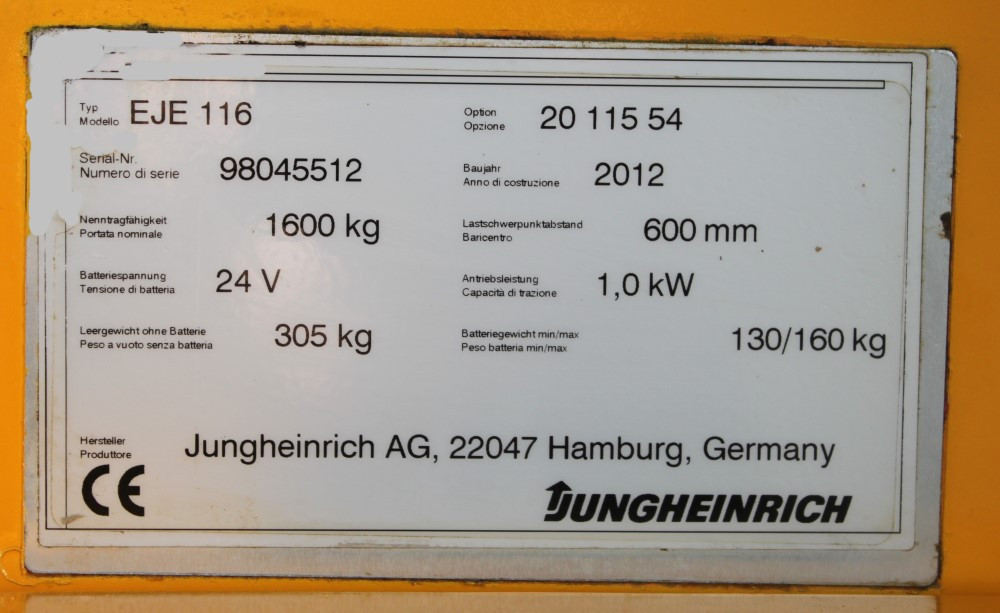 Typ
Modello
EJE 116
Option
Opzione
20 115 54
Serial-Nr.
Numero di serie
98045512
Baujahr
Anno di costruzione
2012
Nenntragfähigkeit
Portata nominale
1600 kg
Lastschwerpunktabstand
Baricentro
600 mm
Batteriespannung
Tensione di batteria
24 V
Antriebsleistung
Capacità di trazione
1,0 kW
Leergewicht ohne Batterie
Peso a vuoto senza batteria
305 kg
Batteriegewicht min/max
Peso batteria min/max
130/160 kg
Hersteller
Produttore
Jungheinrich AG, 22047 Hamburg, Germany
CE
JUNGHEINRICH